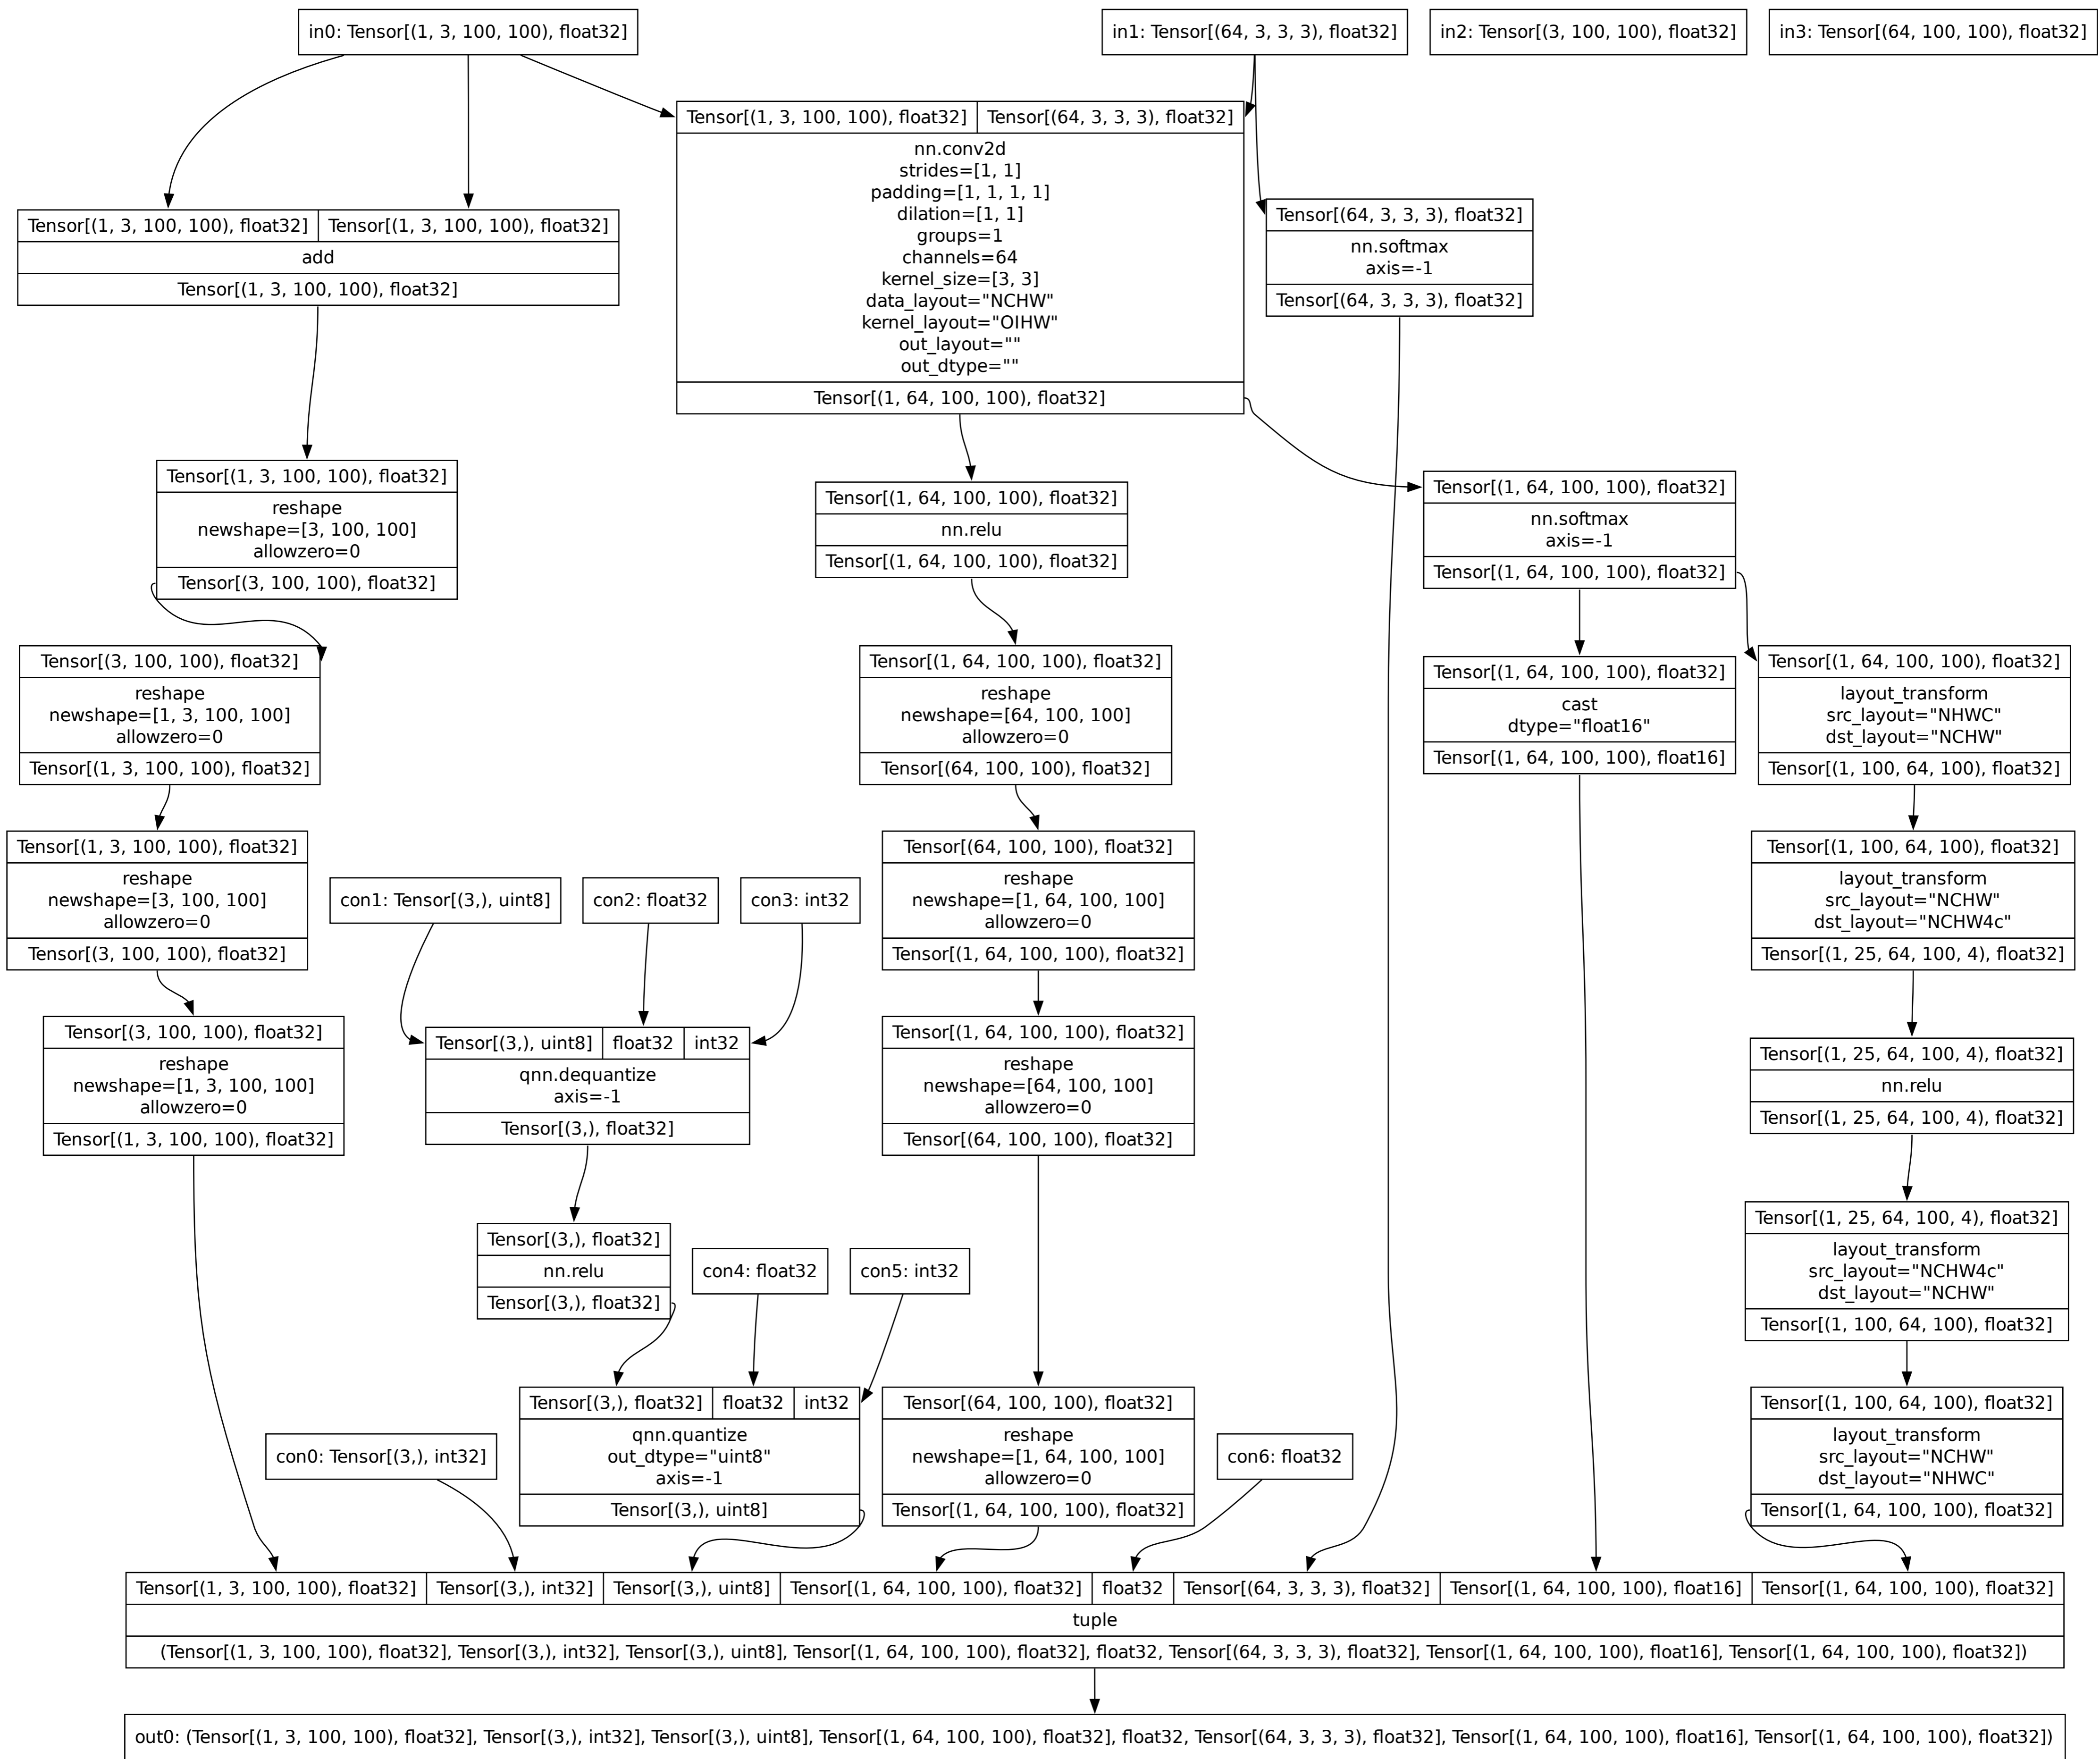 in0: Tensor[(1, 3, 100, 100), float32]
in1: Tensor[(64, 3, 3, 3), float32]
in2: Tensor[(3, 100, 100), float32]
in3: Tensor[(64, 100, 100), float32]
Tensor[(1, 3, 100, 100), float32]
Tensor[(64, 3, 3, 3), float32]
nn.conv2d
strides=[1, 1]
padding=[1, 1, 1, 1]
dilation=[1, 1]
groups=1
channels=64
kernel_size=[3, 3]
data_layout="NCHW"
kernel_layout="OIHW"
out_layout=""
out_dtype=""
Tensor[(1, 64, 100, 100), float32]
Tensor[(64, 3, 3, 3), float32]
nn.softmax
axis=-1
Tensor[(64, 3, 3, 3), float32]
Tensor[(1, 3, 100, 100), float32]
Tensor[(1, 3, 100, 100), float32]
add
Tensor[(1, 3, 100, 100), float32]
Tensor[(1, 3, 100, 100), float32]
reshape
newshape=[3, 100, 100]
allowzero=0
Tensor[(3, 100, 100), float32]
Tensor[(1, 64, 100, 100), float32]
nn.relu
Tensor[(1, 64, 100, 100), float32]
Tensor[(1, 64, 100, 100), float32]
nn.softmax
axis=-1
Tensor[(1, 64, 100, 100), float32]
Tensor[(3, 100, 100), float32]
reshape
newshape=[1, 3, 100, 100]
allowzero=0
Tensor[(1, 3, 100, 100), float32]
Tensor[(1, 64, 100, 100), float32]
reshape
newshape=[64, 100, 100]
allowzero=0
Tensor[(64, 100, 100), float32]
Tensor[(1, 64, 100, 100), float32]
cast
dtype="float16"
Tensor[(1, 64, 100, 100), float16]
Tensor[(1, 64, 100, 100), float32]
layout_transform
src_layout="NHWC"
dst_layout="NCHW"
Tensor[(1, 100, 64, 100), float32]
Tensor[(1, 3, 100, 100), float32]
reshape
newshape=[3, 100, 100]
allowzero=0
Tensor[(3, 100, 100), float32]
con1: Tensor[(3,), uint8]
con2: float32
con3: int32
Tensor[(64, 100, 100), float32]
reshape
newshape=[1, 64, 100, 100]
allowzero=0
Tensor[(1, 64, 100, 100), float32]
Tensor[(1, 100, 64, 100), float32]
layout_transform
src_layout="NCHW"
dst_layout="NCHW4c"
Tensor[(1, 25, 64, 100, 4), float32]
Tensor[(3, 100, 100), float32]
reshape
newshape=[1, 3, 100, 100]
allowzero=0
Tensor[(1, 3, 100, 100), float32]
Tensor[(3,), uint8]
float32
int32
qnn.dequantize
axis=-1
Tensor[(3,), float32]
Tensor[(1, 64, 100, 100), float32]
reshape
newshape=[64, 100, 100]
allowzero=0
Tensor[(64, 100, 100), float32]
Tensor[(1, 25, 64, 100, 4), float32]
nn.relu
Tensor[(1, 25, 64, 100, 4), float32]
Tensor[(3,), float32]
nn.relu
Tensor[(3,), float32]
con4: float32
con5: int32
Tensor[(1, 25, 64, 100, 4), float32]
layout_transform
src_layout="NCHW4c"
dst_layout="NCHW"
Tensor[(1, 100, 64, 100), float32]
con0: Tensor[(3,), int32]
Tensor[(3,), float32]
float32
int32
qnn.quantize
out_dtype="uint8"
axis=-1
Tensor[(3,), uint8]
Tensor[(64, 100, 100), float32]
reshape
newshape=[1, 64, 100, 100]
allowzero=0
Tensor[(1, 64, 100, 100), float32]
con6: float32
Tensor[(1, 100, 64, 100), float32]
layout_transform
src_layout="NCHW"
dst_layout="NHWC"
Tensor[(1, 64, 100, 100), float32]
Tensor[(1, 3, 100, 100), float32]
Tensor[(3,), int32]
Tensor[(3,), uint8]
Tensor[(1, 64, 100, 100), float32]
float32
Tensor[(64, 3, 3, 3), float32]
Tensor[(1, 64, 100, 100), float16]
Tensor[(1, 64, 100, 100), float32]
tuple
(Tensor[(1, 3, 100, 100), float32], Tensor[(3,), int32], Tensor[(3,), uint8], Tensor[(1, 64, 100, 100), float32], float32, Tensor[(64, 3, 3, 3), float32], Tensor[(1, 64, 100, 100), float16], Tensor[(1, 64, 100, 100), float32])
out0: (Tensor[(1, 3, 100, 100), float32], Tensor[(3,), int32], Tensor[(3,), uint8], Tensor[(1, 64, 100, 100), float32], float32, Tensor[(64, 3, 3, 3), float32], Tensor[(1, 64, 100, 100), float16], Tensor[(1, 64, 100, 100), float32])